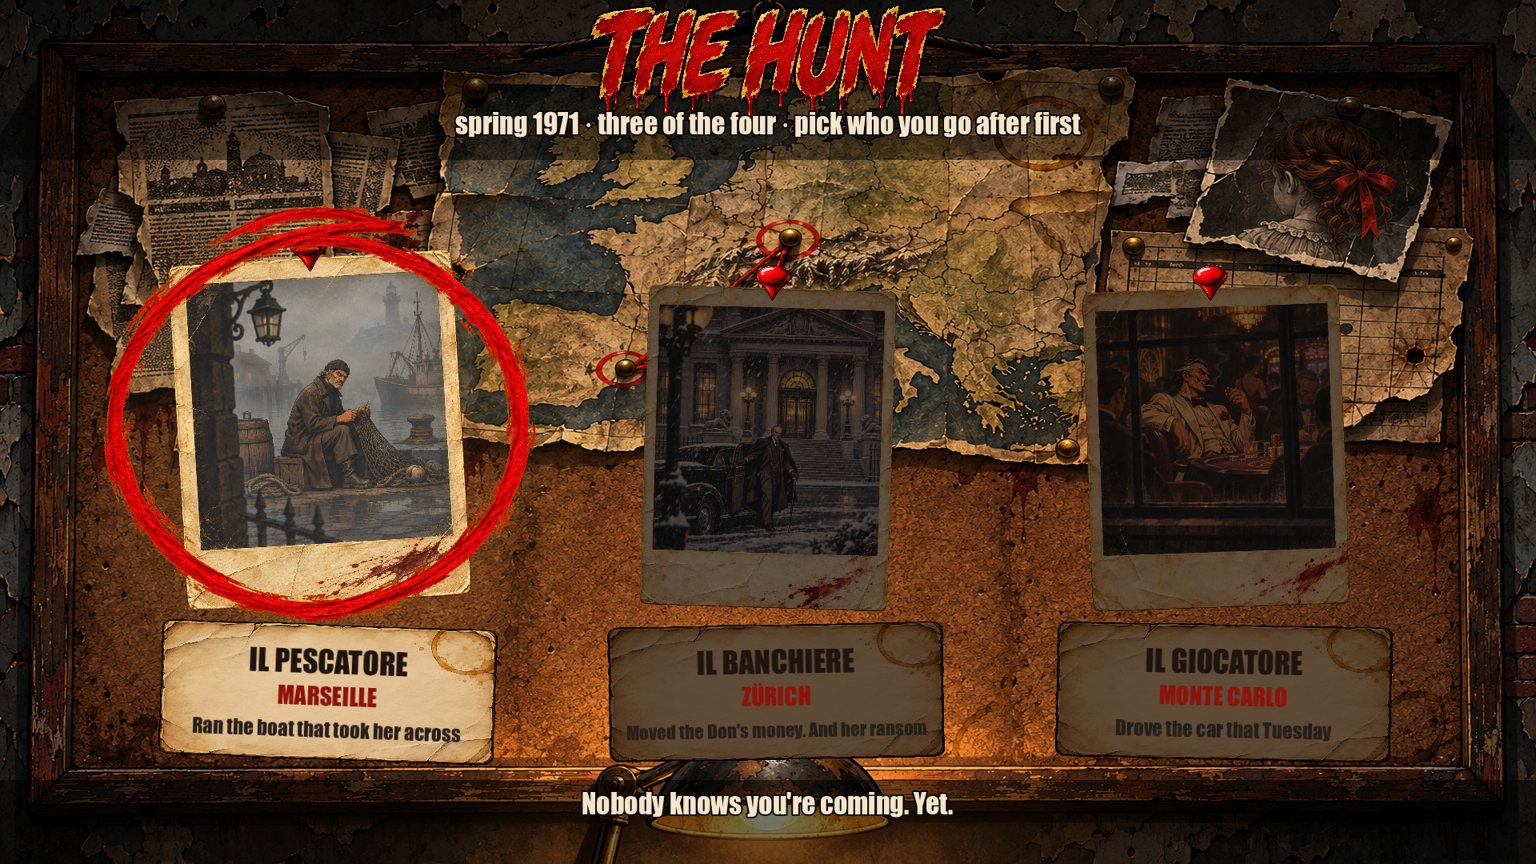 THE HUNT
spring 1971 · three of the four · pick who you go after first
IL PESCATORE
MARSEILLE
Ran the boat that took her across
IL BANCHIERE
ZÜRICH
Moved the Don's money. And her ransom
IL GIOCATORE
MONTE CARLO
Drove the car that Tuesday
Nobody knows you're coming. Yet.